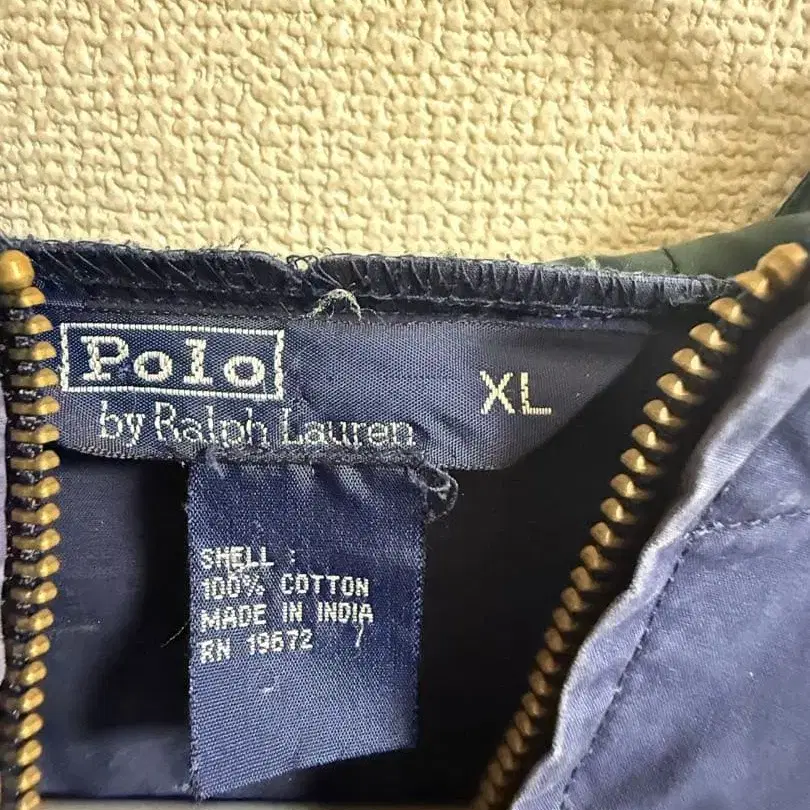 Polo
by Ralph Lauren
XL
SHELL :
100% COTTON
MADE IN INDIA
RN 19672